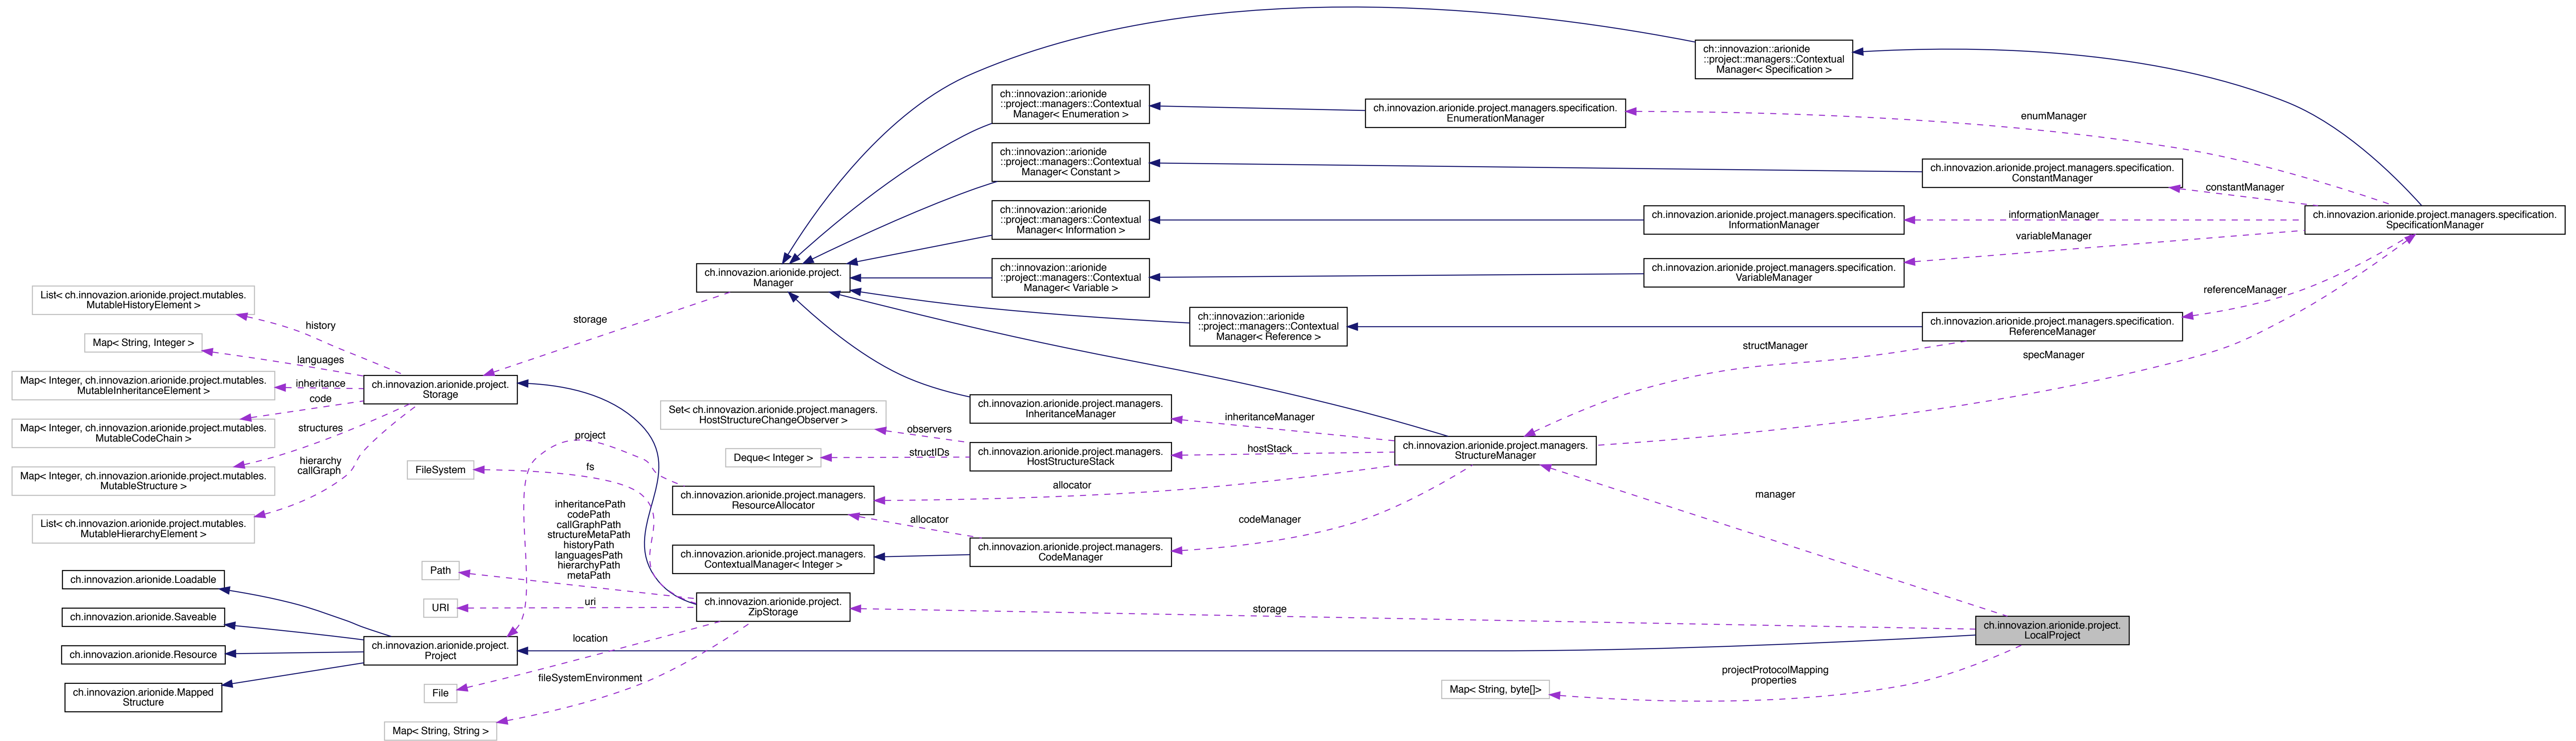 ch::innovazion::arionide
::project::managers::Contextual
Manager< Specification >
ch::innovazion::arionide
::project::managers::Contextual
Manager< Enumeration >
ch.innovazion.arionide.project.managers.specification.
EnumerationManager
enumManager
ch::innovazion::arionide
::project::managers::Contextual
Manager< Constant >
ch.innovazion.arionide.project.managers.specification.
ConstantManager
constantManager
ch::innovazion::arionide
::project::managers::Contextual
Manager< Information >
ch.innovazion.arionide.project.managers.specification.
InformationManager
informationManager
ch.innovazion.arionide.project.managers.specification.
SpecificationManager
variableManager
ch.innovazion.arionide.project.
Manager
ch::innovazion::arionide
::project::managers::Contextual
Manager< Variable >
ch.innovazion.arionide.project.managers.specification.
VariableManager
referenceManager
List< ch.innovazion.arionide.project.mutables.
MutableHistoryElement >
history
storage
ch::innovazion::arionide
::project::managers::Contextual
Manager< Reference >
ch.innovazion.arionide.project.managers.specification.
ReferenceManager
Map< String, Integer >
languages
structManager
specManager
Map< Integer, ch.innovazion.arionide.project.mutables.
MutableInheritanceElement >
inheritance
ch.innovazion.arionide.project.
Storage
code
Map< Integer, ch.innovazion.arionide.project.mutables.
MutableCodeChain >
structures
Set< ch.innovazion.arionide.project.managers.
HostStructureChangeObserver >
ch.innovazion.arionide.project.managers.
InheritanceManager
inheritanceManager
observers
project
Map< Integer, ch.innovazion.arionide.project.mutables.
MutableStructure >
hierarchy
callGraph
FileSystem
fs
Deque< Integer >
structIDs
ch.innovazion.arionide.project.managers.
HostStructureStack
hostStack
ch.innovazion.arionide.project.managers.
StructureManager
ch.innovazion.arionide.project.managers.
ResourceAllocator
allocator
manager
List< ch.innovazion.arionide.project.mutables.
MutableHierarchyElement >
inheritancePath
codePath
callGraphPath
structureMetaPath
historyPath
languagesPath
hierarchyPath
metaPath
allocator
codeManager
ch.innovazion.arionide.project.managers.
ContextualManager< Integer >
ch.innovazion.arionide.project.managers.
CodeManager
Path
ch.innovazion.arionide.Loadable
URI
uri
ch.innovazion.arionide.project.
ZipStorage
storage
ch.innovazion.arionide.Saveable
ch.innovazion.arionide.project.
LocalProject
location
ch.innovazion.arionide.project.
Project
ch.innovazion.arionide.Resource
projectProtocolMapping
properties
fileSystemEnvironment
Map< String, byte[]>
ch.innovazion.arionide.Mapped
Structure
File
Map< String, String >